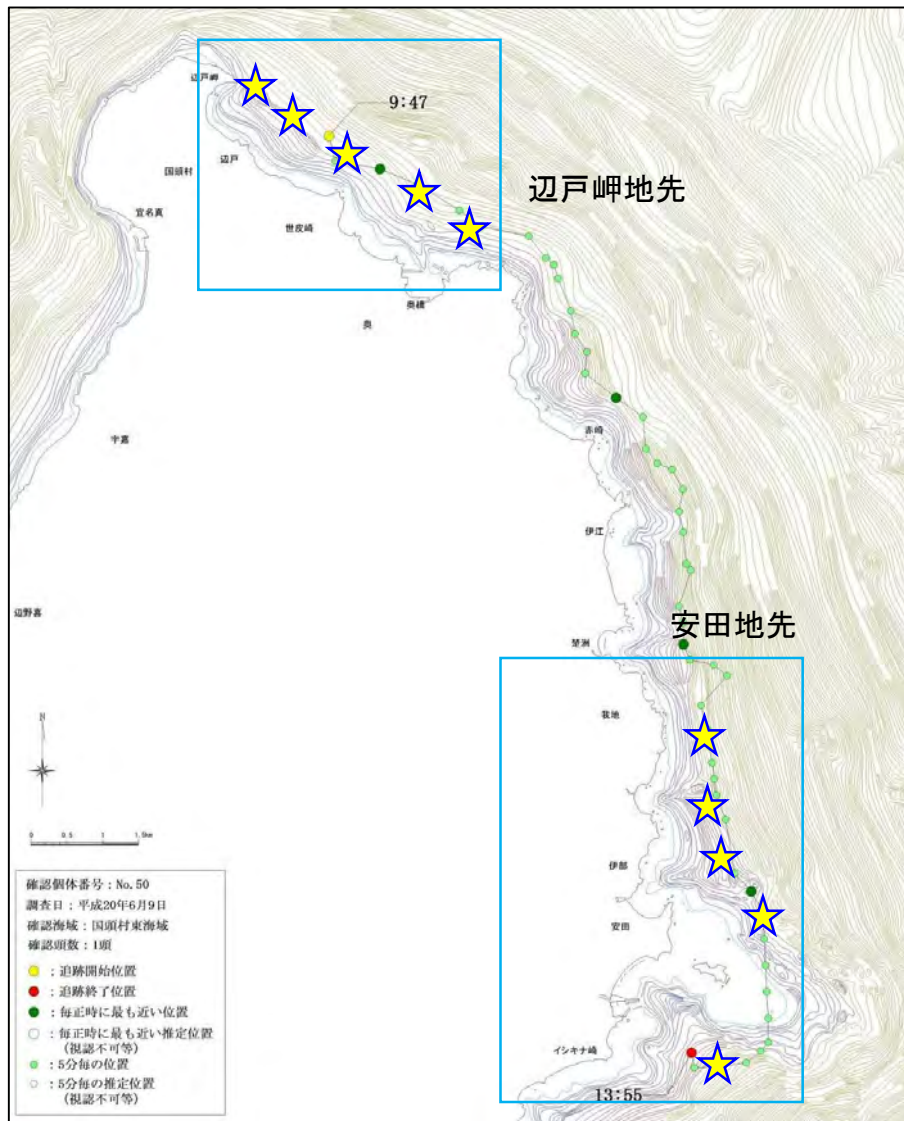 辺戸岬
9:47
辺戸岬地先
国頭村
辺戸
宜名真
世皮崎
奥橋
奥
宇嘉
赤崎
伊江
辺野喜
安田地先
楚洲
我地
N
0 0.5 1 1.5km
伊部
安田
イシキナ崎
13:55
確認個体番号:No.50
調査日:平成20年6月9日
確認海域:国頭村東海域
確認頭数:1頭
:追跡開始位置
:追跡終了位置
:毎正時に最も近い位置
:毎正時に最も近い推定位置
(視認不可等)
:5分毎の位置
:5分毎の推定位置
(視認不可等)